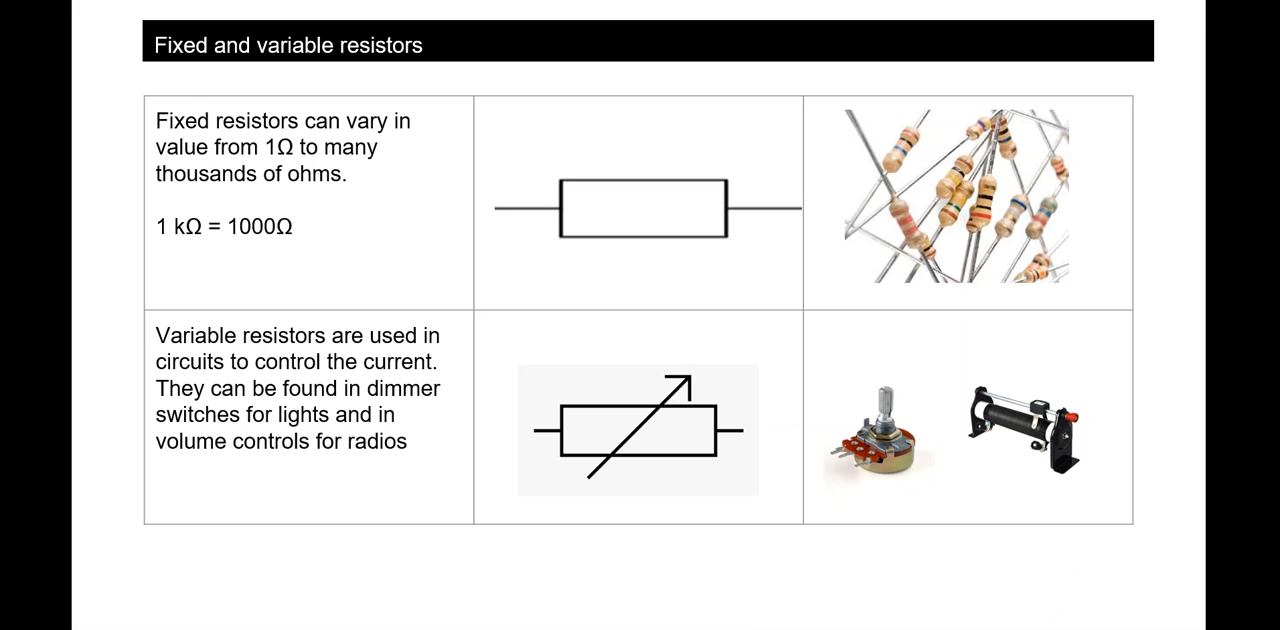 Fixed and variable resistors
Fixed resistors can vary in
value from 1Ω to many
thousands of ohms.
1 kΩ = 1000Ω
Variable resistors are used in
circuits to control the current.
They can be found in dimmer
switches for lights and in
volume controls for radios